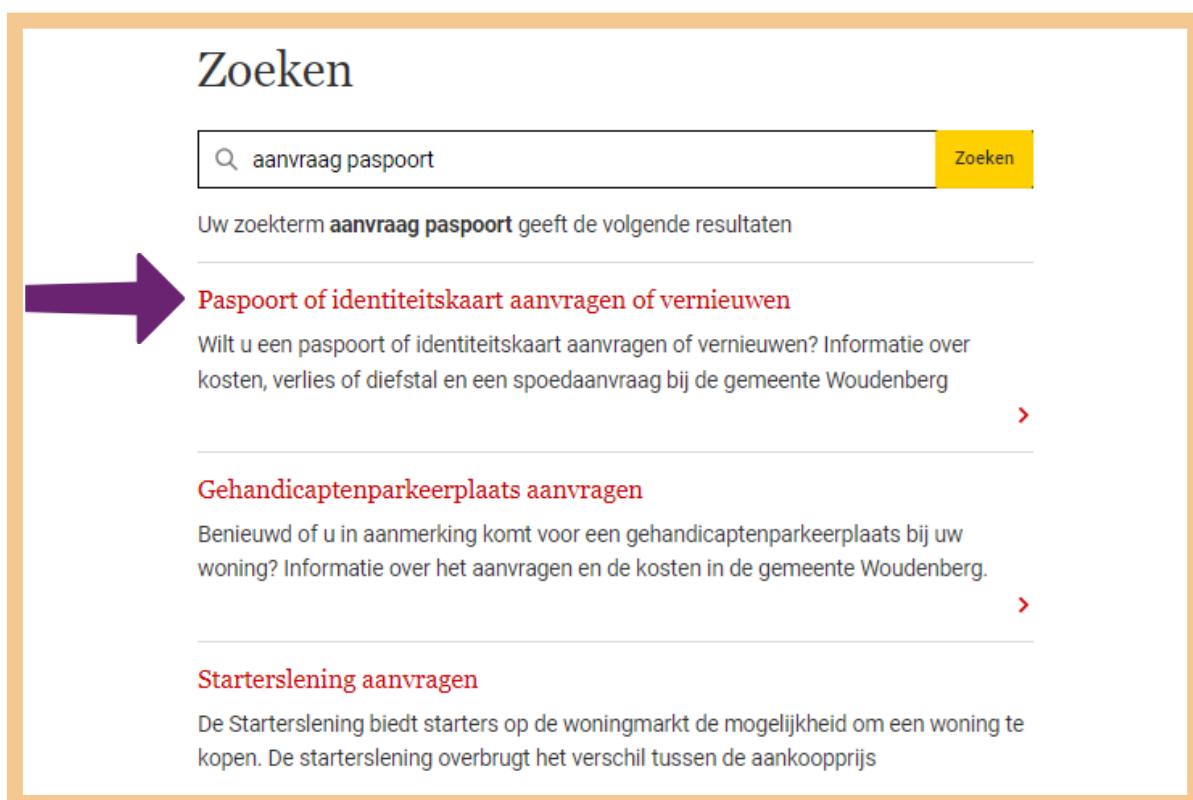 Zoeken
aanvraag paspoort
Zoeken
Uw zoekterm aanvraag paspoort geeft de volgende resultaten
Paspoort of identiteitskaart aanvragen of vernieuwen
Wilt u een paspoort of identiteitskaart aanvragen of vernieuwen? Informatie over
kosten, verlies of diefstal en een spoedaanvraag bij de gemeente Woudenberg
Gehandicaptenparkeerplaats aanvragen
Benieuwd of u in aanmerking komt voor een gehandicaptenparkeerplaats bij uw
woning? Informatie over het aanvragen en de kosten in de gemeente Woudenberg.
Starterslening aanvragen
De Starterslening biedt starters op de woningmarkt de mogelijkheid om een woning te
kopen. De starterslening overbrugt het verschil tussen de aankoopprijs